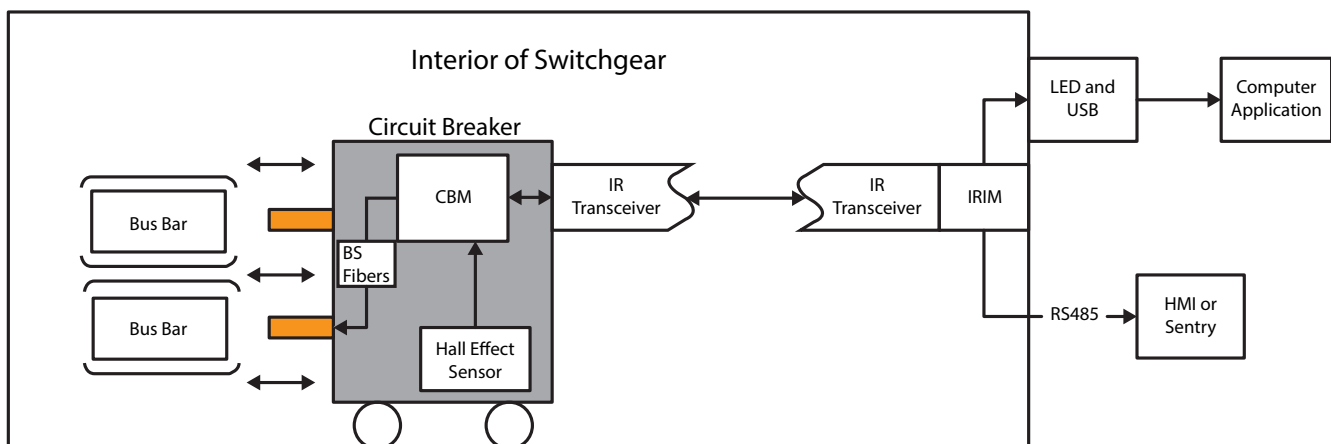 Interior of Switchgear
LED and
USB
Computer
Application
Circuit Breaker
CBM
IR
Transceiver
IR
Transceiver
IRIM
Bus Bar
BS
Fibers
Bus Bar
Hall Effect
Sensor
RS485
HMI or
Sentry